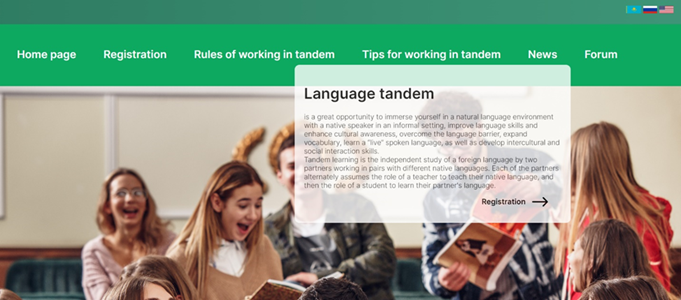 Home page Registration Rules of working in tandem Tips for working in tandem News Forum
Language tandem
is a great opportunity to immerse yourself in a natural language environment
with a native speaker in an informal setting, improve language skills and
enhance cultural awareness, overcome the language barrier, expand
vocabulary, learn a "live" spoken language, as well as develop intercultural and
social interaction skills.
Tandem learning is the independent study of a foreign language by two
partners working in pairs with different native languages. Each of the partners
alternately assumes the role of a teacher to teach their native language, and
then the role of a student to learn their partner's language.
Registration